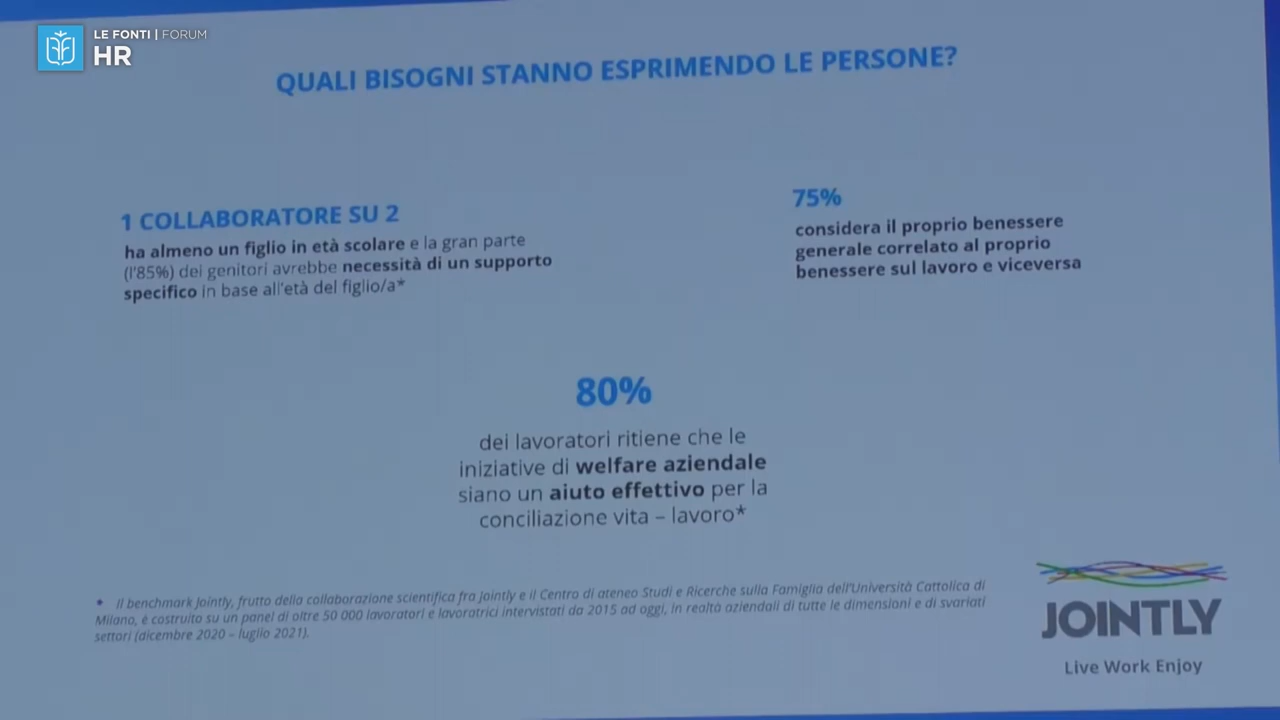 LE FONTI | FORUM
HR
QUALI BISOGNI STANNO ESPRIMENDO LE PERSONE?
1 COLLABORATORE SU 2
ha almeno un figlio in età scolare e la gran parte
(l'85%) dei genitori avrebbe necessità di un supporto
specifico in base all'età del figlio/a*
75%
considera il proprio benessere
generale correlato al proprio
benessere sul lavoro e viceversa
80%
dei lavoratori ritiene che le
iniziative di welfare aziendale
siano un aiuto effettivo per la
conciliazione vita – lavoro*
* Il benchmark Jointly, frutto della collaborazione scientifica fra Jointly e il Centro di ateneo Studi e Ricerche sulla Famiglia dell'Università Cattolica di
Milano, è costruito su un panel di oltre 50 000 lavoratori e lavoratrici intervistati da 2015 ad oggi, in realtà aziendali di tutte le dimensioni e di svariati
settori (dicembre 2020 – luglio 2021).
JOINTLY
Live Work Enjoy